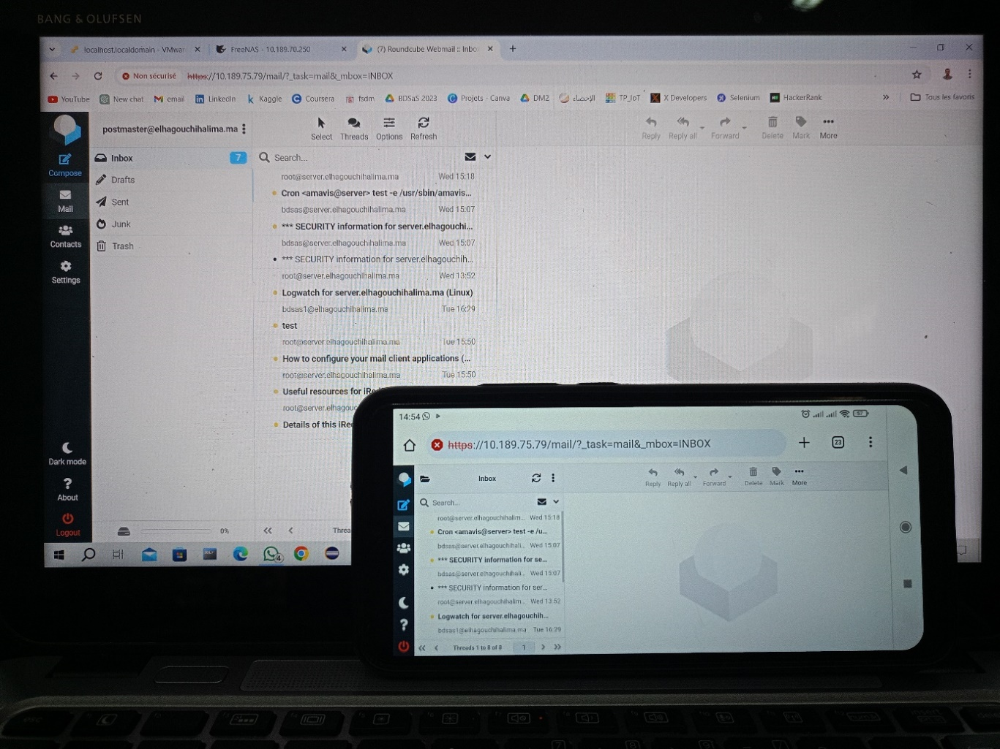 BANG & OLUFSEN
localhost.localdomain - VMwar
FreeNAS - 10.189.70.250
(7) Roundcube Webmail :: Inbo
Non sécurisé https://10.189.75.79/mail/?_task=mail&_mbox=INBOX
YouTube New chat email LinkedIn Kaggle Coursera fsdm BDSaS 2023 Projets - Canva DM2 الإحصاء TP_IoT X Developers Selenium HackerRank » Tous les favoris
postmaster@elhagouchihalima.ma
Select Threads Options Refresh
Reply Reply all Forward Delete Mark More
Compose
Mail
Contacts
Settings
Dark mode
About
Logout
Inbox 7
Drafts
Sent
Junk
Trash
0%
Search...
root@server.elhagouchihalima.ma Wed 15:18
Cron <amavis@server> test -e /usr/sbin/amavis...
bdsas@server.elhagouchihalima.ma Wed 15:07
*** SECURITY information for server.elhagouchi...
bdsas@server.elhagouchihalima.ma Wed 15:07
*** SECURITY information for server.elhagouchih...
root@server.elhagouchihalima.ma Wed 13:52
Logwatch for server.elhagouchihalima.ma (Linux)
bdsas1@elhagouchihalima.ma Tue 16:29
test
root@server.elhagouchihalima.ma Tue 15:50
How to configure your mail client applications (...
root@server.elhagouchihalima.ma Tue 15:50
Useful resources for iRe
root@server.elhagouc
Details of this iRe
Threa
4
14:54
67
https://10.189.75.79/mail/?_task=mail&_mbox=INBOX
23
Inbox
Reply Reply all Forward Delete Mark More
Search...
root@server.elhagouchihalim... Wed 15:18
Cron <amavis@server> test -e /u...
bdsas@server.elhagouchihali... Wed 15:07
*** SECURITY information for se...
bdsas@server.elhagouchihali... Wed 15:07
*** SECURITY information for ser...
root@server.elhagouchihalim... Wed 13:52
Logwatch for server.elhagouchih...
bdsas1@elhagouchihalima.ma Tue 16:29
Threads 1 to 8 of 8 1